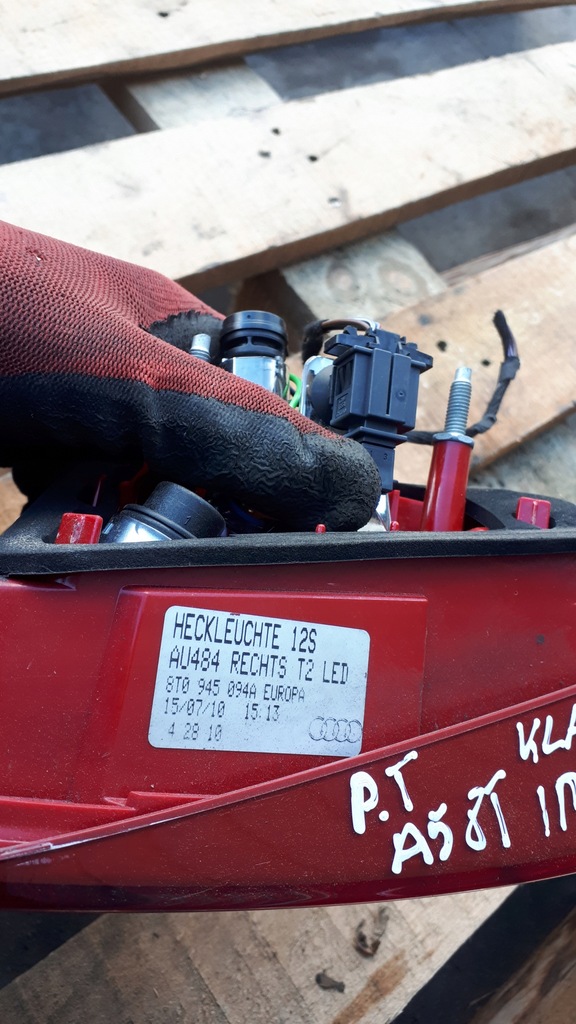 HECKLEUCHTE 12S
AU484 RECHTS T2 LED
8T0 945 094A EUROPA
15/07/10 15:13
4 28 10
P.T
A5 8T